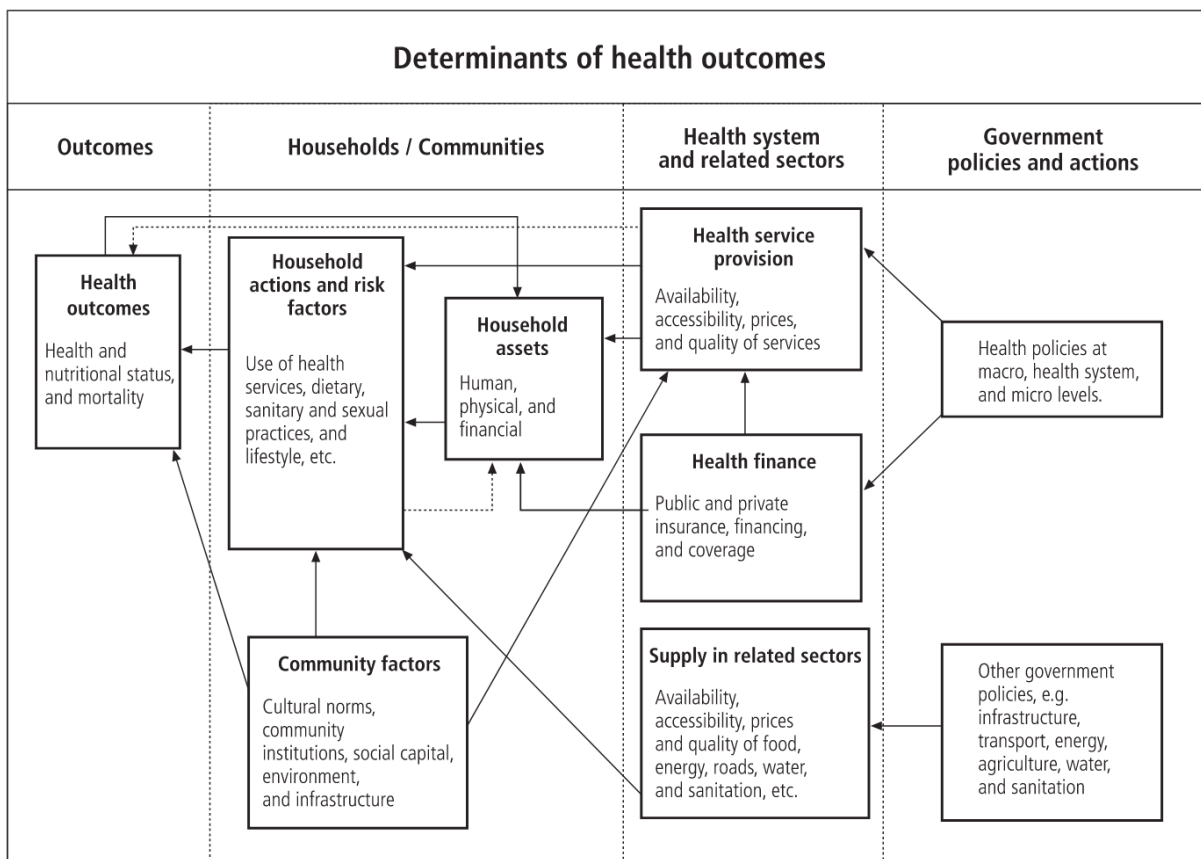 Determinants of health outcomes
Outcomes
Households / Communities
Health system
and related sectors
Government
policies and actions
Health
outcomes
Health and
nutritional status,
and mortality
Household
actions and risk
factors
Use of health
services, dietary,
sanitary and sexual
practices, and
lifestyle, etc.
Household
assets
Human,
physical, and
financial
Community factors
Cultural norms,
community
institutions, social capital,
environment,
and infrastructure
Health service
provision
Availability,
accessibility, prices,
and quality of services
Health finance
Public and private
insurance, financing,
and coverage
Supply in related sectors
Availability,
accessibility, prices
and quality of food,
energy, roads, water,
and sanitation, etc.
Health policies at
macro, health system,
and micro levels.
Other government
policies, e.g.
infrastructure,
transport, energy,
agriculture, water,
and sanitation